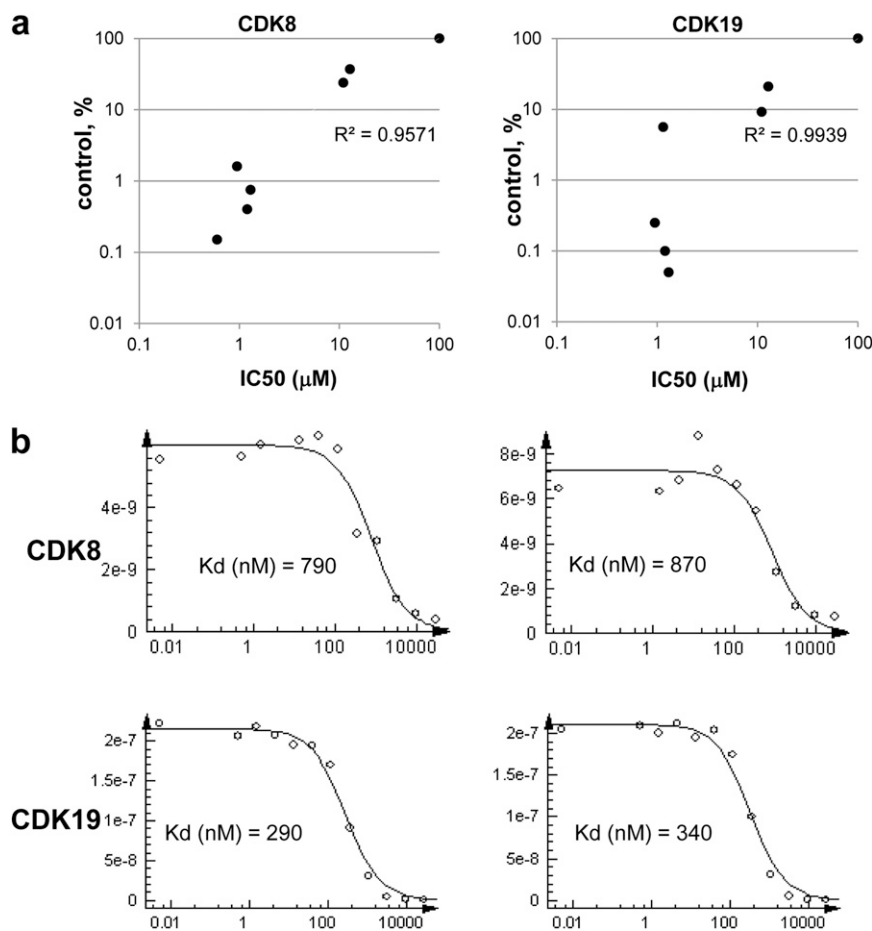 a
CDK8
CDK19
100
10
1
0.1
0.01
control, %
R² = 0.9571
0.1 1 10 100
IC50 (μM)
100
10
1
0.1
0.01
control, %
R² = 0.9939
0.1 1 10 100
IC50 (μM)
b
CDK8
4e-9
2e-9
0
Kd (nM) = 790
0.01 1 100 10000
8e-9
6e-9
4e-9
2e-9
0
Kd (nM) = 870
0.01 1 100 10000
CDK19
2e-7
1.5e-7
1e-7
5e-8
0
Kd (nM) = 290
0.01 1 100 10000
2e-7
1.5e-7
1e-7
5e-8
0
Kd (nM) = 340
0.01 1 100 10000